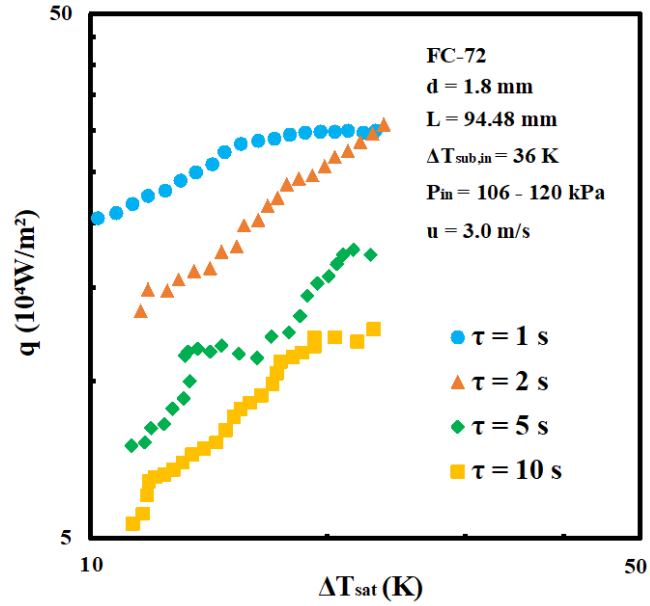 50
FC-72
d = 1.8 mm
L = 94.48 mm
ΔTsub,in = 36 K
Pin = 106 - 120 kPa
u = 3.0 m/s
q (10⁴W/m²)
τ = 1 s
τ = 2 s
τ = 5 s
τ = 10 s
5
10
50
ΔTsat (K)